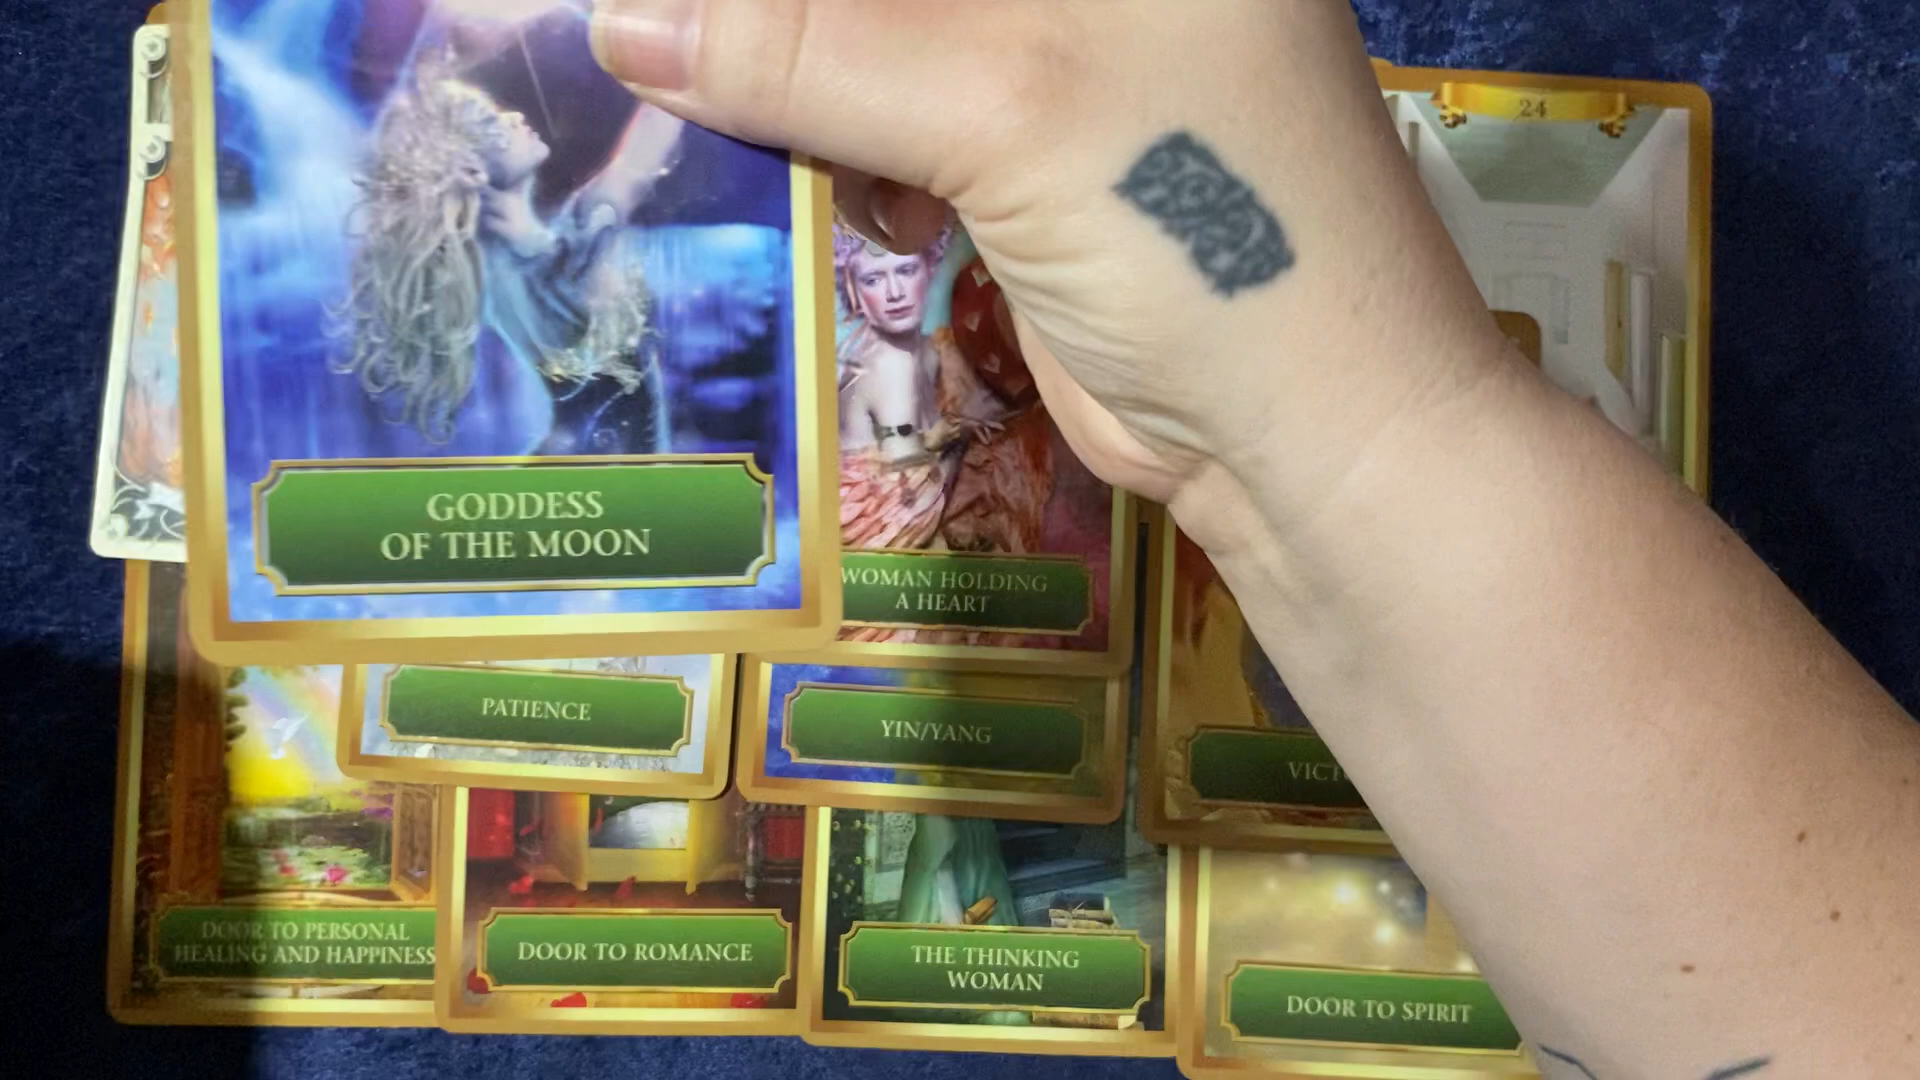 24
GODDESS
OF THE MOON
WOMAN HOLDING
A HEART
PATIENCE
YIN/YANG
DOOR TO PERSONAL
HEALING AND HAPPINESS
DOOR TO ROMANCE
THE THINKING
WOMAN
DOOR TO SPIRIT